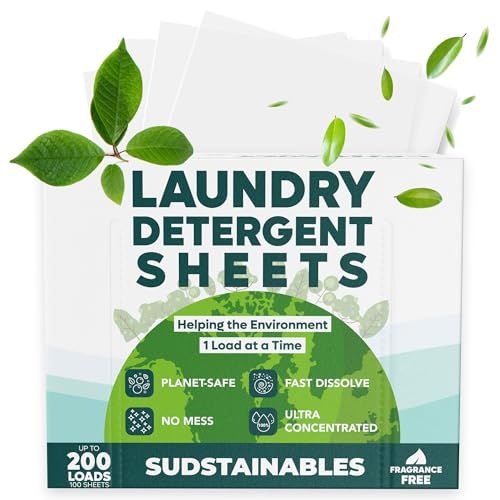 LAUNDRY
DETERGENT
SHEETS
Helping the Environment
1 Load at a Time
PLANET-SAFE
FAST DISSOLVE
NO MESS
100%
ULTRA
CONCENTRATED
UP TO
200
LOADS
100 SHEETS
SUDSTAINABLES
FRAGRANCE
FREE